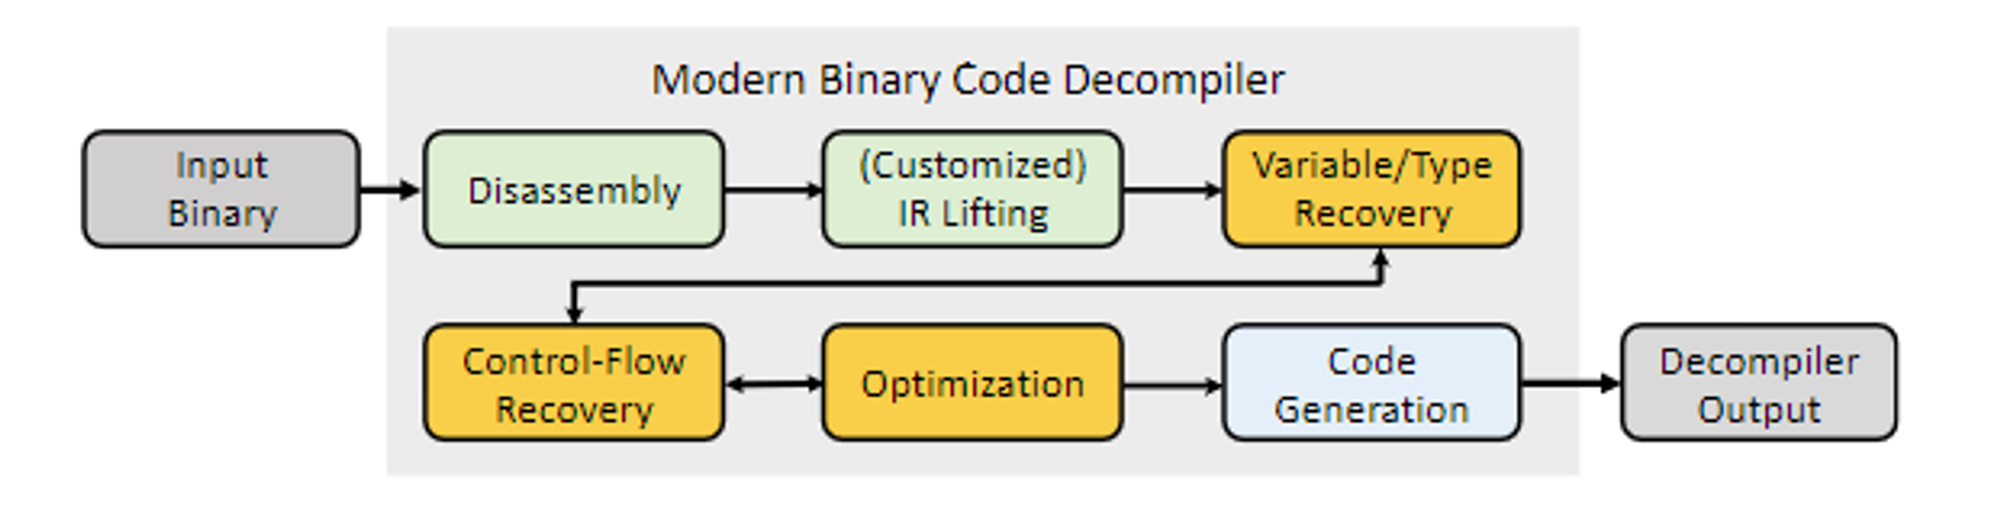 Modern Binary Code Decompiler
Input
Binary
Disassembly
(Customized)
IR Lifting
Variable/Type
Recovery
Control-Flow
Recovery
Optimization
Code
Generation
Decompiler
Output